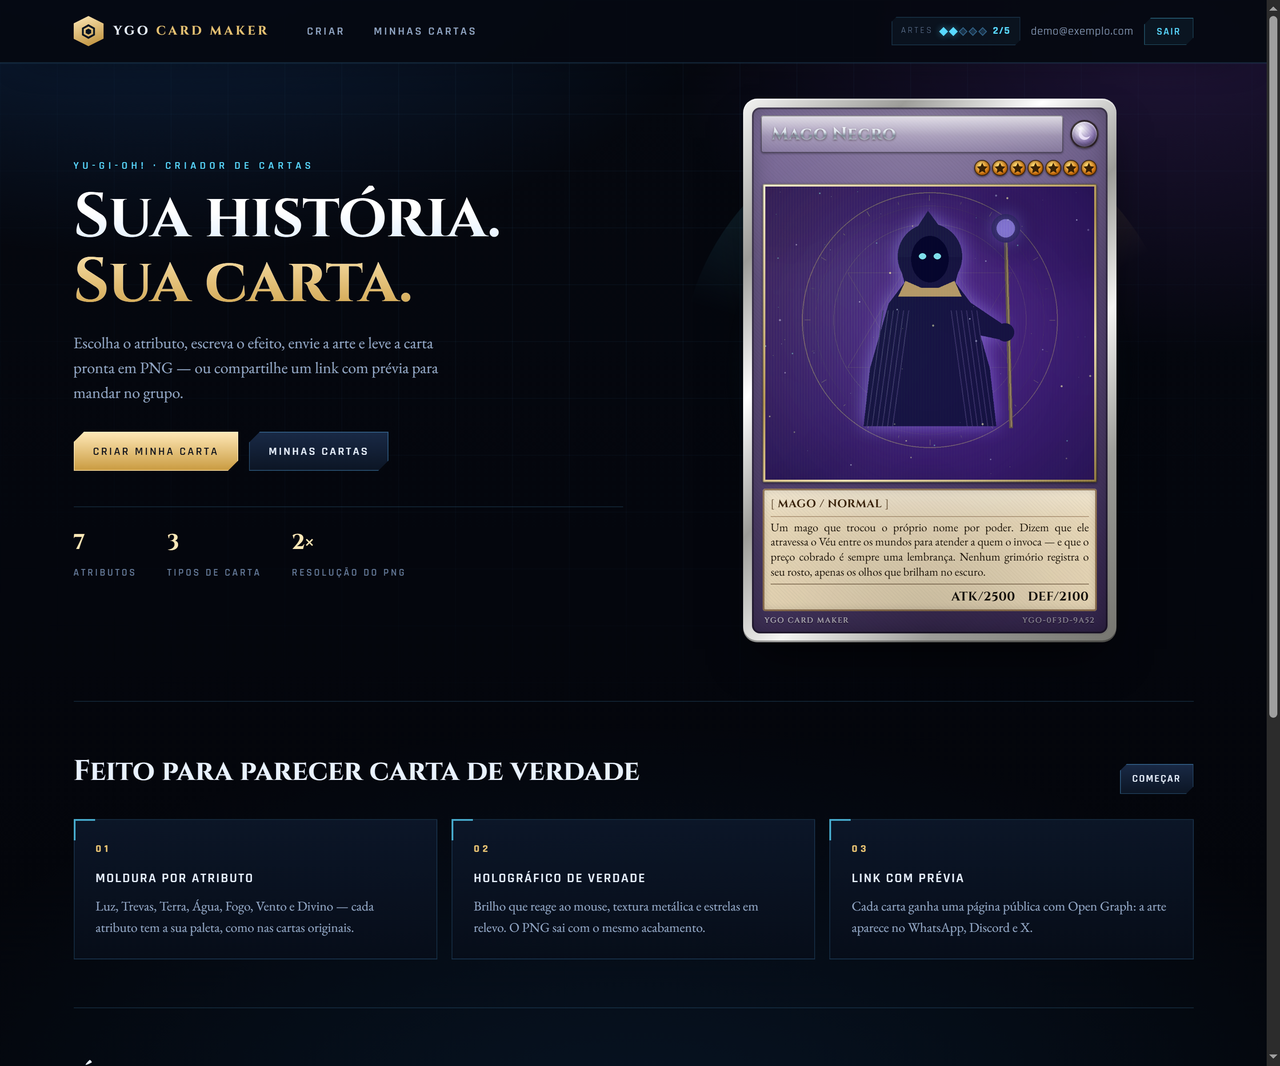 YGO CARD MAKER
CRIAR
MINHAS CARTAS
ARTES 2/5
demo@exemplo.com
SAIR
YU-GI-OH! · CRIADOR DE CARTAS
SUA HISTÓRIA.
SUA CARTA.
Escolha o atributo, escreva o efeito, envie a arte e leve a carta
pronta em PNG — ou compartilhe um link com prévia para
mandar no grupo.
CRIAR MINHA CARTA
MINHAS CARTAS
7
ATRIBUTOS
3
TIPOS DE CARTA
2×
RESOLUÇÃO DO PNG
MAGO NEGRO
[ MAGO / NORMAL ]
Um mago que trocou o próprio nome por poder. Dizem que ele
atravessa o Véu entre os mundos para atender a quem o invoca — e que o
preço cobrado é sempre uma lembrança. Nenhum grimório registra o
seu rosto, apenas os olhos que brilham no escuro.
ATK/2500 DEF/2100
YGO CARD MAKER
YGO-0F3D-9A52
FEITO PARA PARECER CARTA DE VERDADE
COMEÇAR
01
MOLDURA POR ATRIBUTO
Luz, Trevas, Terra, Água, Fogo, Vento e Divino — cada
atributo tem a sua paleta, como nas cartas originais.
02
HOLOGRÁFICO DE VERDADE
Brilho que reage ao mouse, textura metálica e estrelas em
relevo. O PNG sai com o mesmo acabamento.
03
LINK COM PRÉVIA
Cada carta ganha uma página pública com Open Graph: a arte
aparece no WhatsApp, Discord e X.